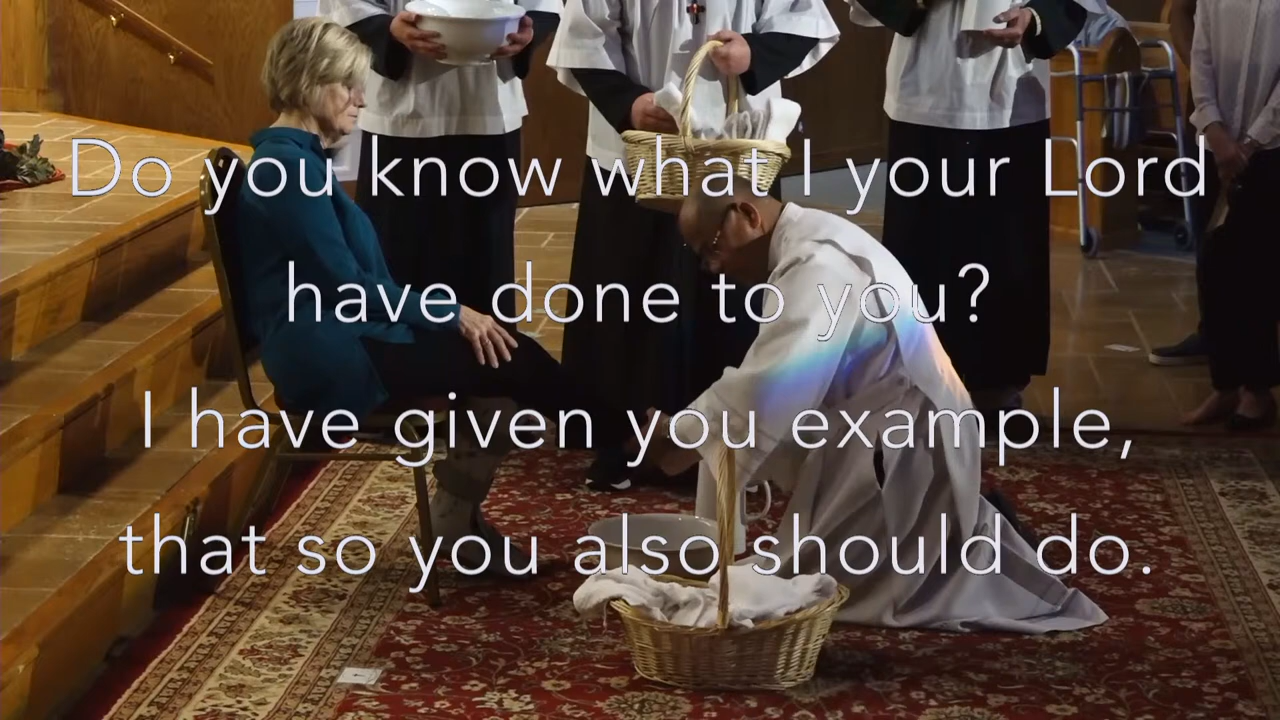 Do you know what I your Lord
have done to you?
I have given you example,
that so you also should do.